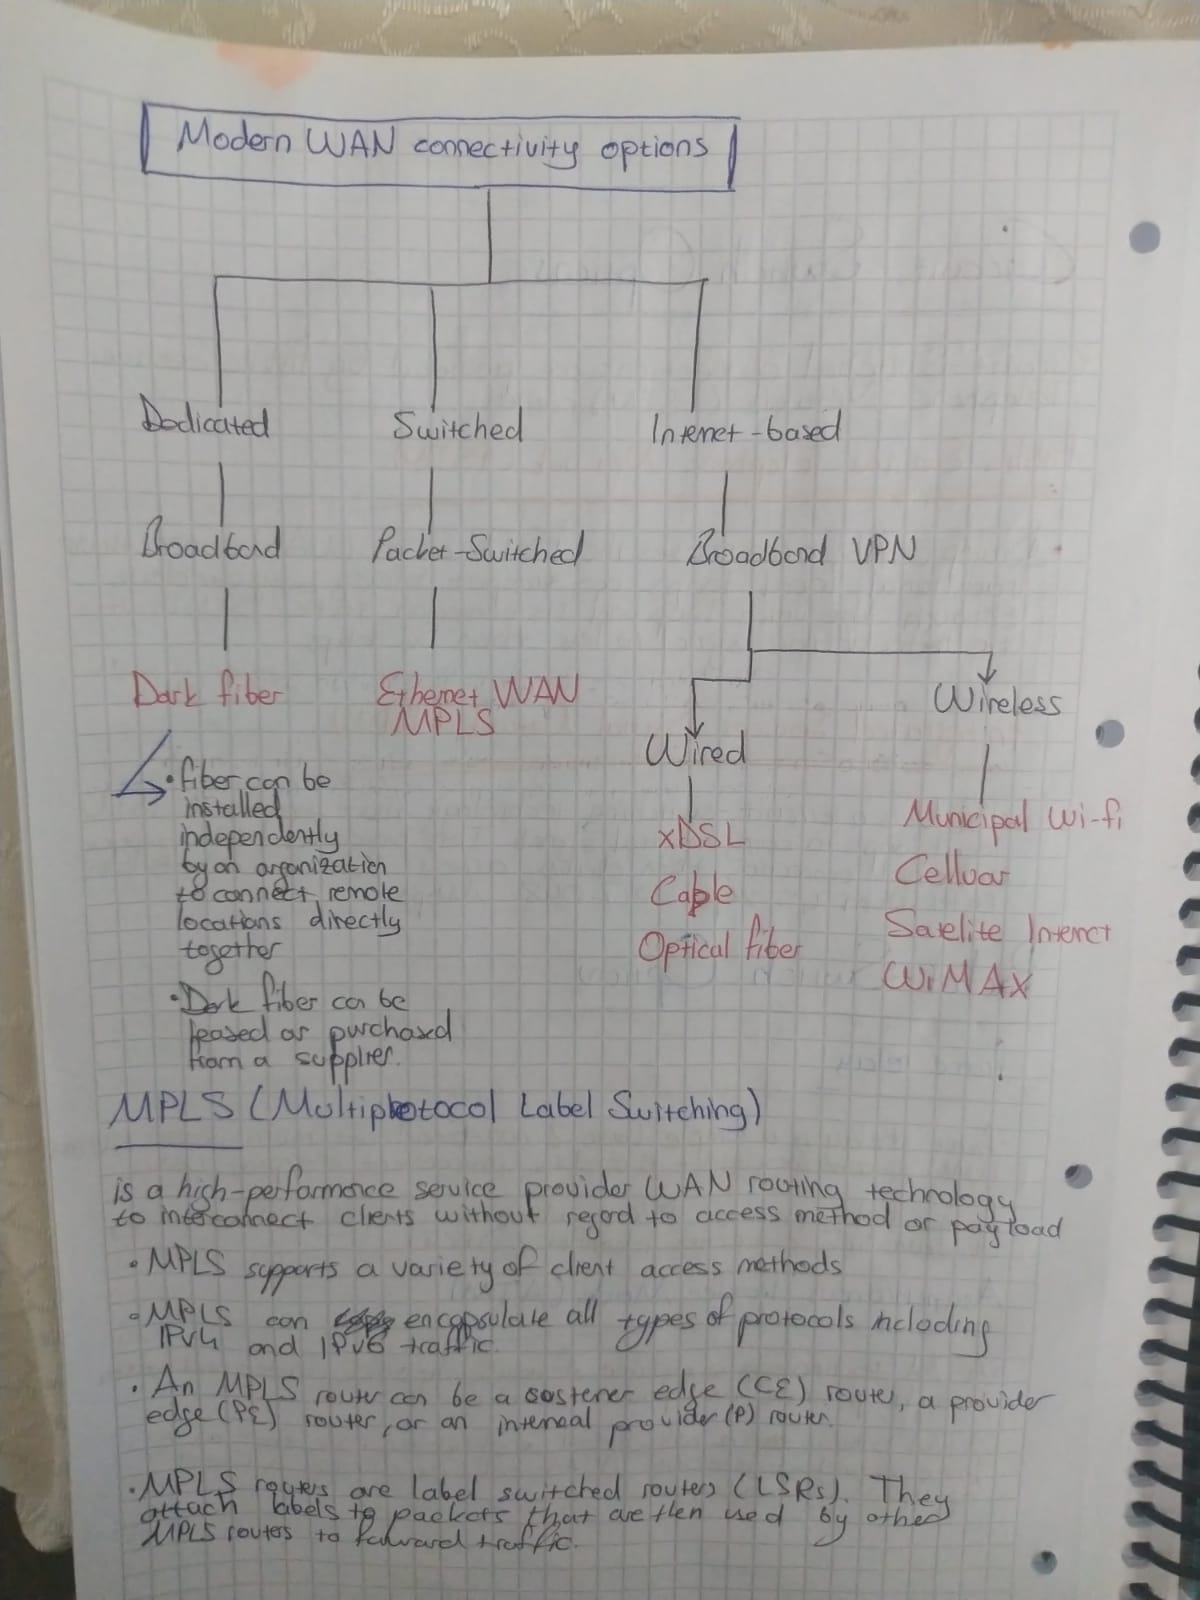 Modern WAN connectivity options
Dedicated Switched Internet-based
Broadband Packet-Switched Broadband VPN
Dark fiber Ethernet WAN
MPLS
Wireless
Wired
• fiber can be
installed
independently
by an organization
to connect remote
locations directly
together
• Dark fiber can be
leased or purchased
from a supplier.
xDSL
Cable
Optical fiber
Municipal Wi-fi
Celluar
Satelite Internet
WiMAX
MPLS (Multiprotocol Label Switching)
is a high-performance service provider WAN routing technology
to interconnect clients without regard to access method or payload
• MPLS supports a variety of client access methods
• MPLS can encapsulate all types of protocols including
IPv4 and IPv6 traffic.
• An MPLS router can be a costener edge (CE) router, a provider
edge (PE) router, or an internal provider (P) router.
• MPLS routers are label switched routers (LSRs). They
attach labels to packets that are then used by other
MPLS routers to forward traffic.